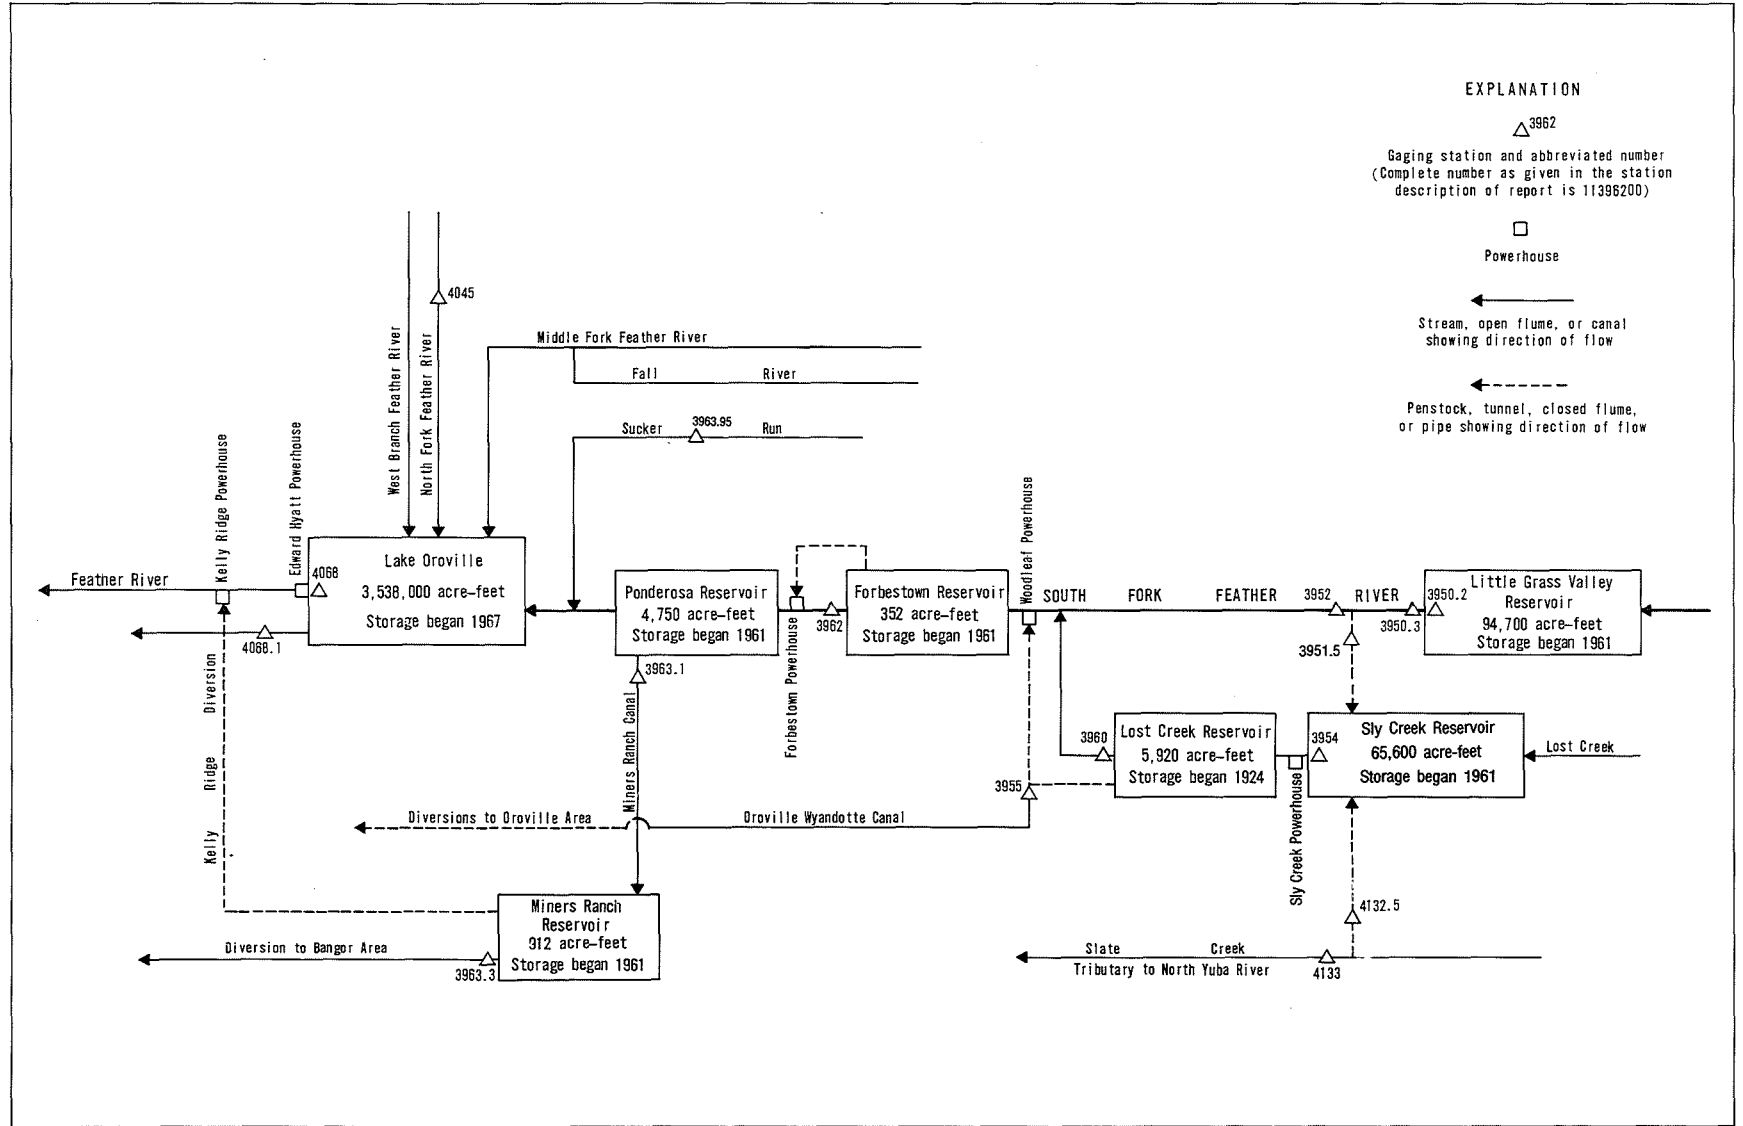 EXPLANATION
3962
Gaging station and abbreviated number
(Complete number as given in the station
description of report is 11396200)
Powerhouse
Stream, open flume, or canal
showing direction of flow
Penstock, tunnel, closed flume,
or pipe showing direction of flow
West Branch Feather River
North Fork Feather River
4045
Middle Fork Feather River
Fall River
Sucker Run
3963.95
Kelly Ridge Powerhouse
Edward Hyatt Powerhouse
Feather River
4068
Lake Oroville
3,538,000 acre-feet
Storage began 1967
4068.1
Ponderosa Reservoir
4,750 acre-feet
Storage began 1961
Forbestown Powerhouse
3962
Forbestown Reservoir
352 acre-feet
Storage began 1961
Woodleaf Powerhouse
SOUTH FORK FEATHER RIVER
3952
3950.3
3950.2
Little Grass Valley
Reservoir
94,700 acre-feet
Storage began 1961
3951.5
3963.1
Miners Ranch Canal
Kelly Ridge Diversion
3960
Lost Creek Reservoir
5,920 acre-feet
Storage began 1924
3954
Sly Creek Reservoir
65,600 acre-feet
Storage began 1961
Lost Creek
Sly Creek Powerhouse
3955
Diversions to Oroville Area
Oroville Wyandotte Canal
Miners Ranch
Reservoir
912 acre-feet
Storage began 1961
Diversion to Bangor Area
3963.3
4132.5
Slate Creek
Tributary to North Yuba River
4133